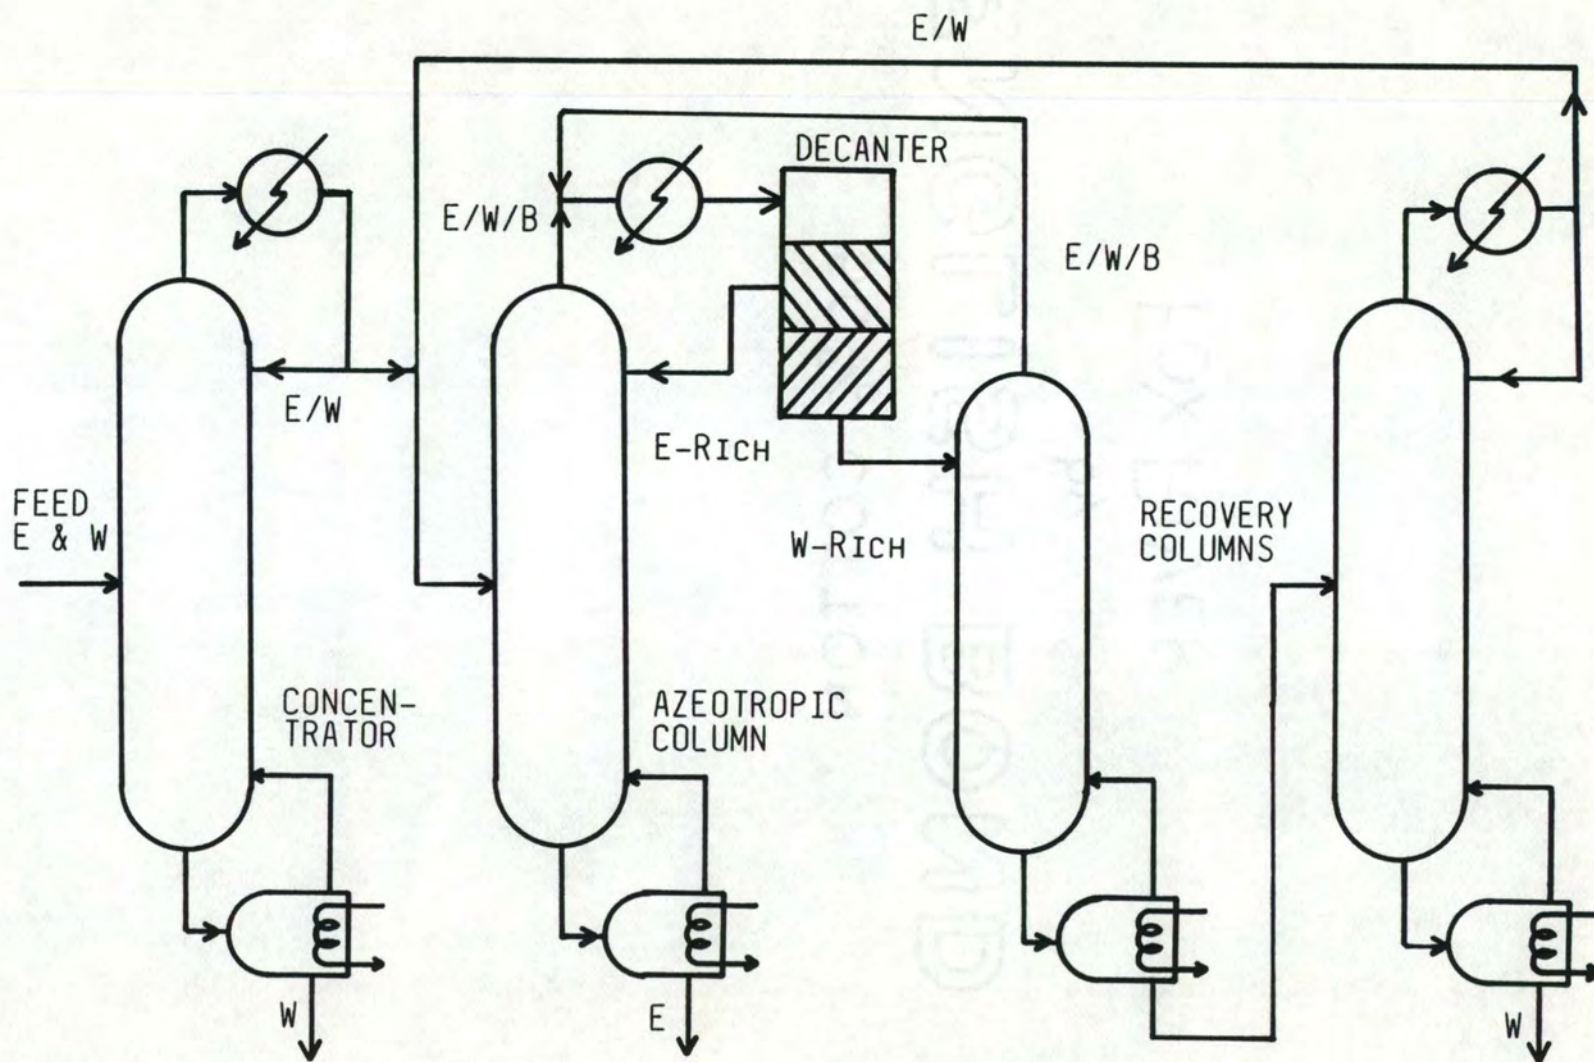 E/W
DECANTER
E/W/B
E/W/B
E/W
E-RICH
FEED
E & W
W-RICH
RECOVERY
COLUMNS
CONCEN-
TRATOR
AZEOTROPIC
COLUMN
W
E
W